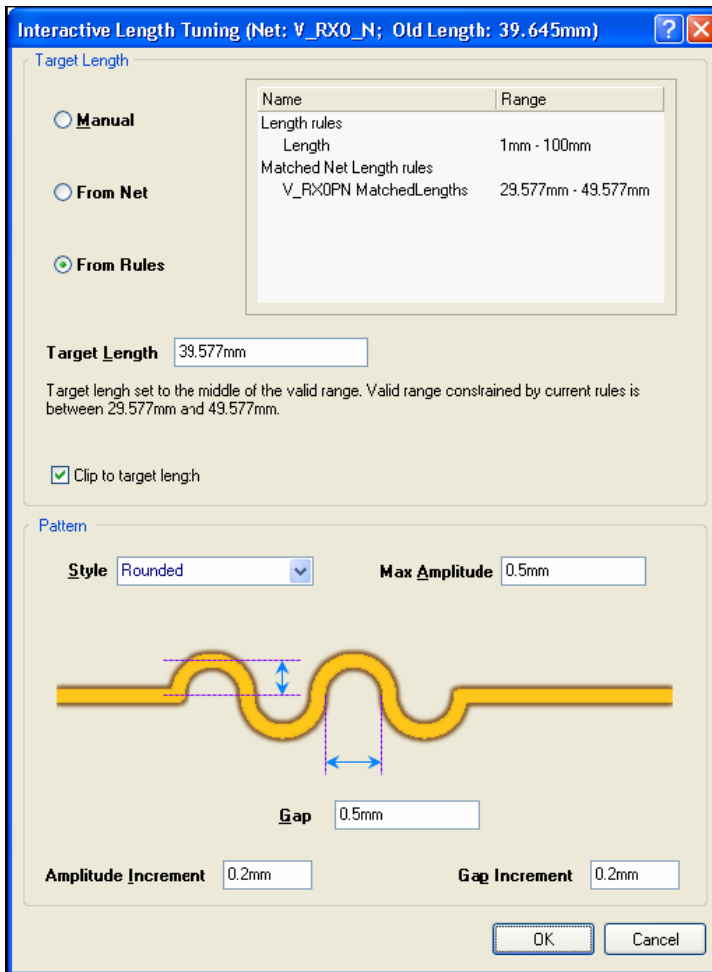 Interactive Length Tuning (Net: V_RX0_N; Old Length: 39.645mm)
Target Length
Manual
From Net
From Rules
Name Range
Length rules
Length 1mm - 100mm
Matched Net Length rules
V_RX0PN MatchedLengths 29.577mm - 49.577mm
Target Length 39.577mm
Target lengh set to the middle of the valid range. Valid range constrained by current rules is
between 29.577mm and 49.577mm.
Clip to target length
Pattern
Style Rounded Max Amplitude 0.5mm
Gap 0.5mm
Amplitude Increment 0.2mm Gap Increment 0.2mm
OK Cancel